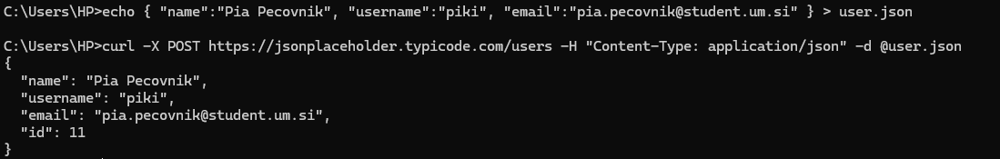 C:\Users\HP>echo { "name":"Pia Pecovnik", "username":"piki", "email":"pia.pecovnik@student.um.si" } > user.json
C:\Users\HP>curl -X POST https://jsonplaceholder.typicode.com/users -H "Content-Type: application/json" -d @user.json
{
  "name": "Pia Pecovnik",
  "username": "piki",
  "email": "pia.pecovnik@student.um.si",
  "id": 11
}